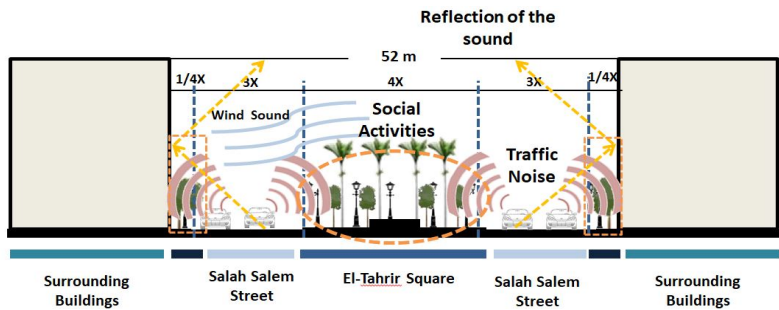 Reflection of the
sound
52 m
1/4X
3X
4X
3X
1/4X
Wind Sound
Social
Activities
Traffic
Noise
Surrounding
Buildings
Salah Salem
Street
El-Tahrir Square
Salah Salem
Street
Surrounding
Buildings